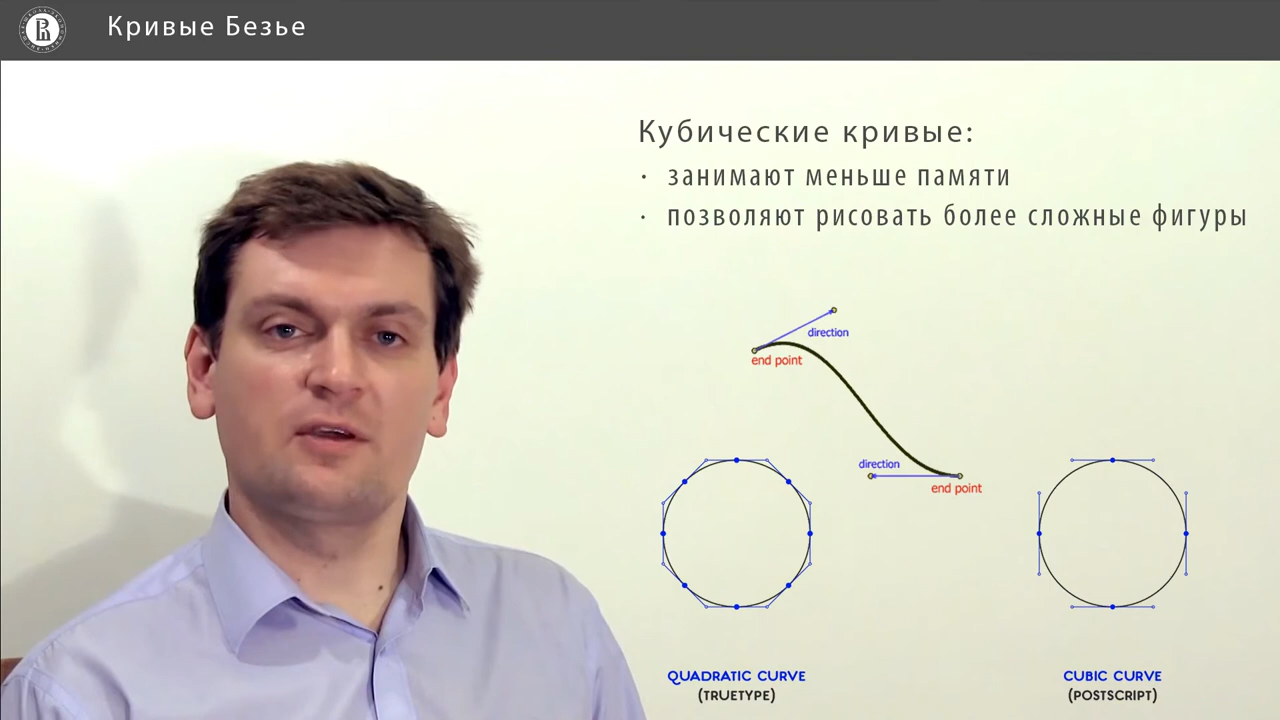 Кривые Безье
Кубические кривые:
· занимают меньше памяти
· позволяют рисовать более сложные фигуры
direction
end point
direction
end point
QUADRATIC CURVE
(TRUETYPE)
CUBIC CURVE
(POSTSCRIPT)